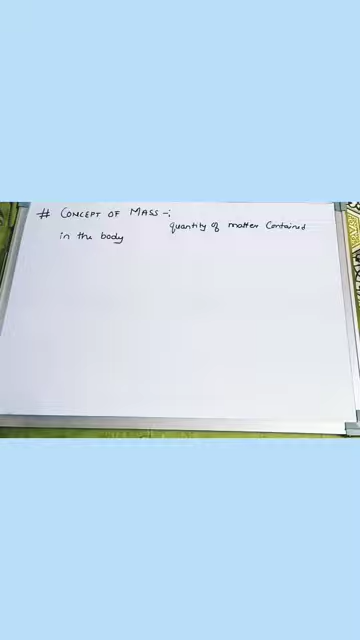 # CONCEPT OF MASS -:
quantity of matter contained
in the body